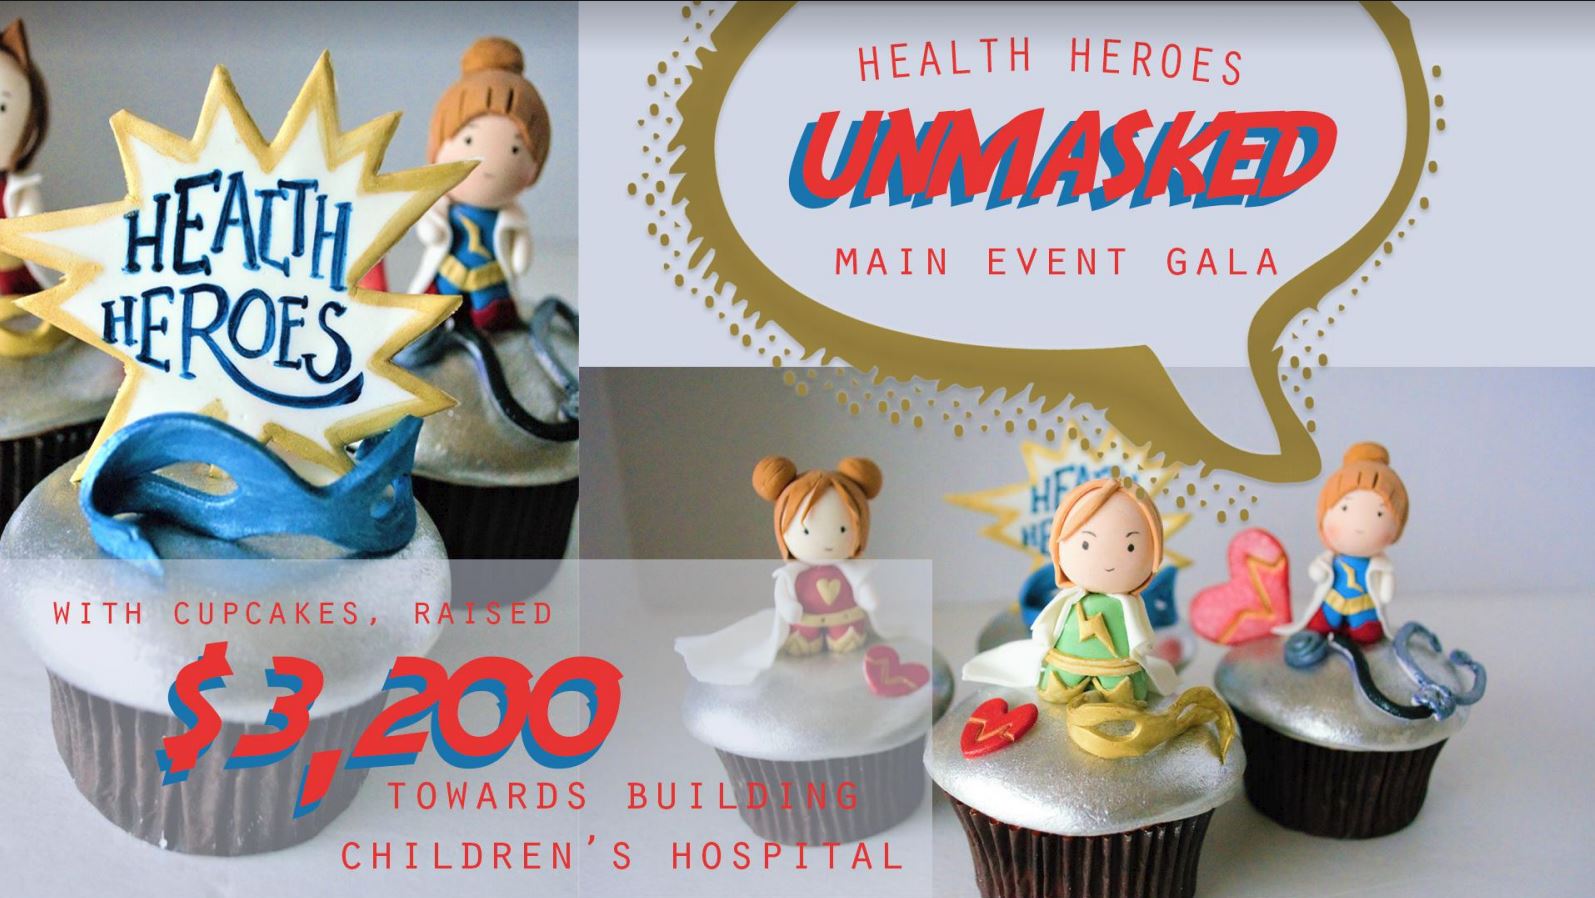 HEALTH
HEROES
HEALTH HEROES
UNMASKED
MAIN EVENT GALA
WITH CUPCAKES, RAISED
$3,200
TOWARDS BUILDING
CHILDREN'S HOSPITAL